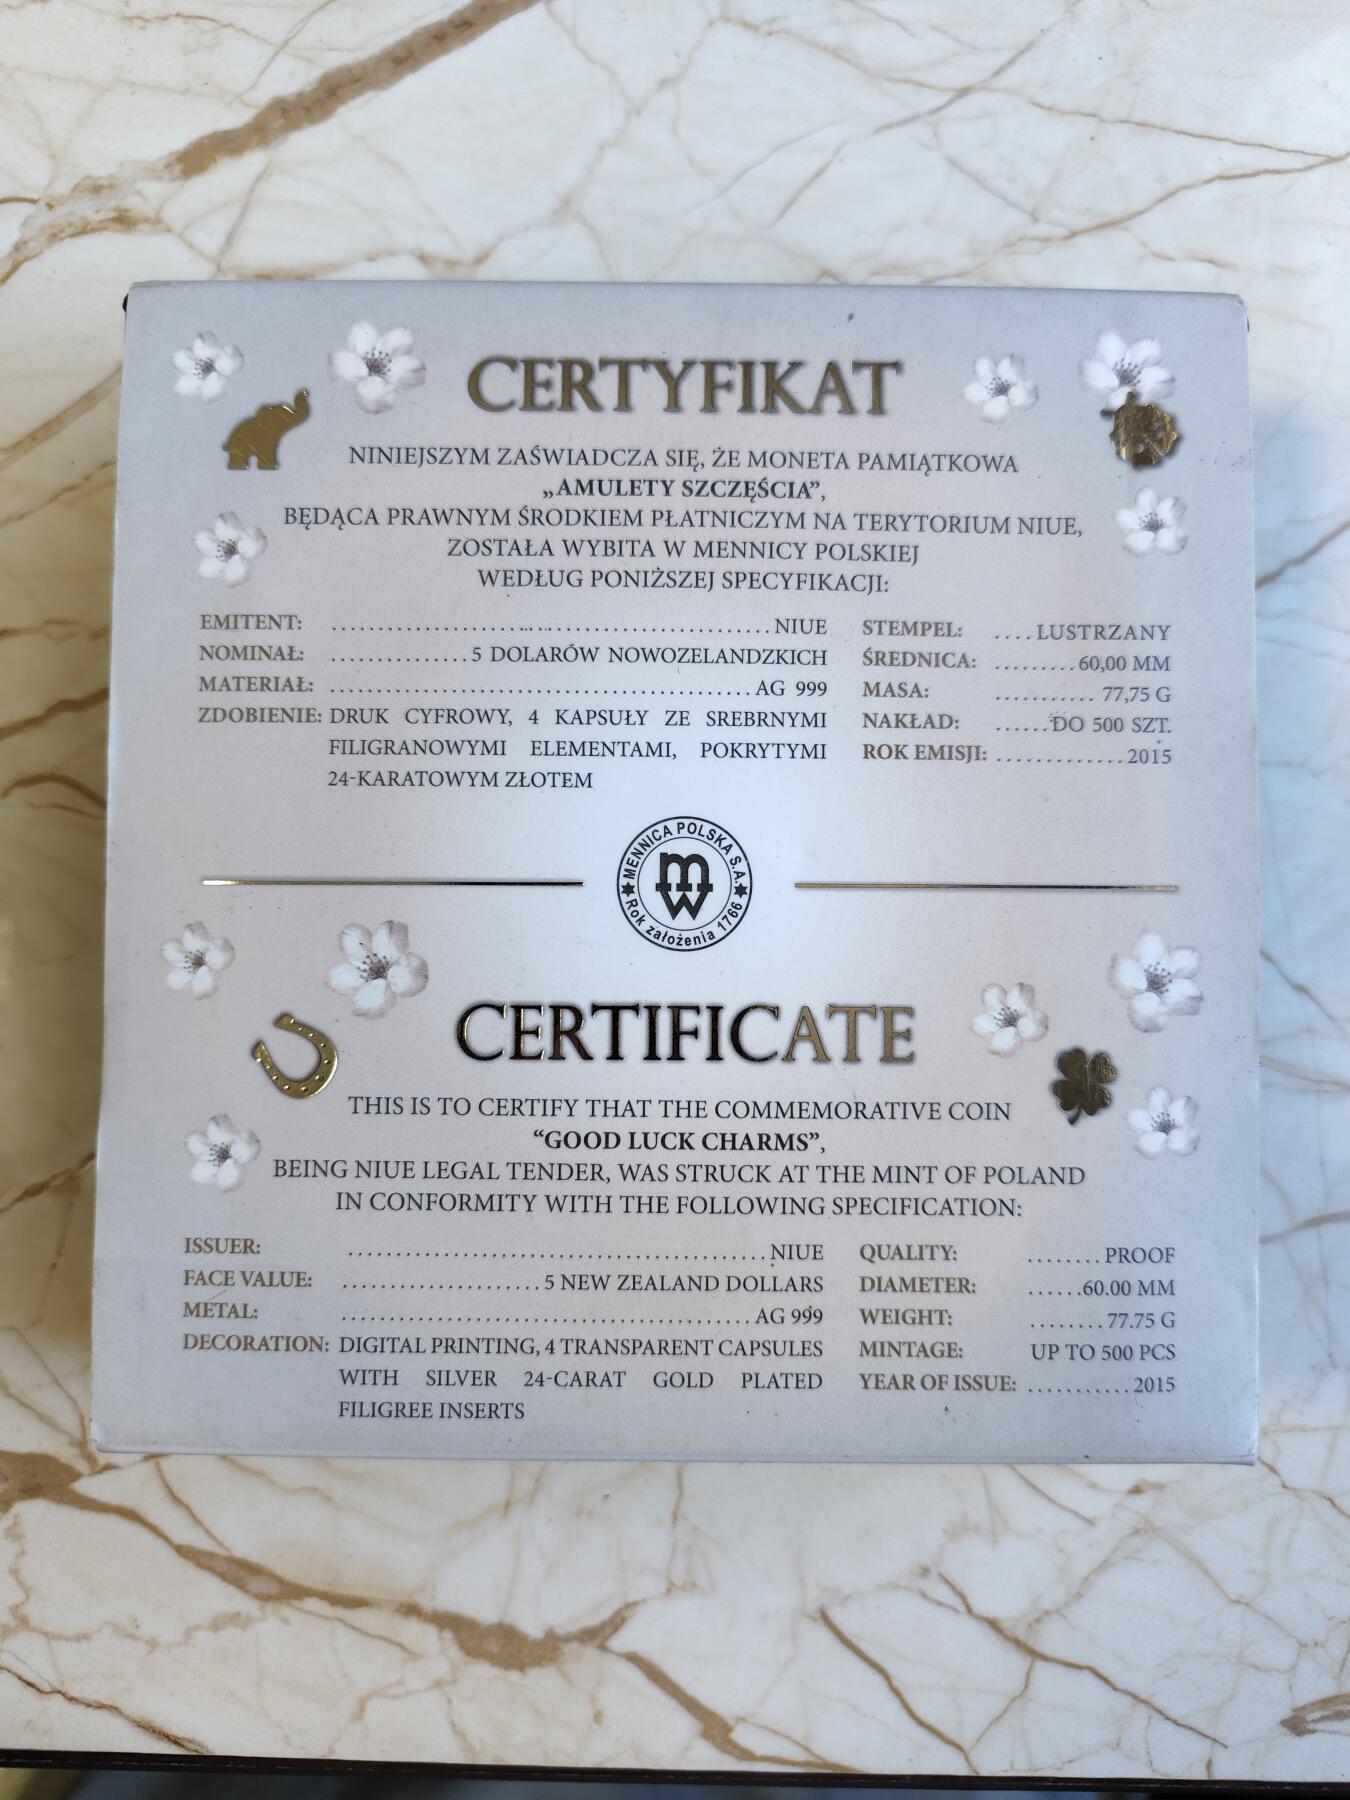 CERTYFIKAT
NINIEJSZYM ZAŚWIADCZA SIĘ, ŻE MONETA PAMIĄTKOWA
„AMULETY SZCZĘŚCIA”,
BĘDĄCA PRAWNYM ŚRODKIEM PŁATNICZYM NA TERYTORIUM NIUE,
ZOSTAŁA WYBITA W MENNICY POLSKIEJ
WEDŁUG PONIŻSZEJ SPECYFIKACJI:
EMITENT: ................................................ NIUE
NOMINAŁ: ............... 5 DOLARÓW NOWOZELANDZKICH
MATERIAŁ: ............................................. AG 999
ZDOBIENIE: DRUK CYFROWY, 4 KAPSUŁY ZE SREBRNYMI
FILIGRANOWYMI ELEMENTAMI, POKRYTYMI
24-KARATOWYM ZŁOTEM
STEMPEL: .... LUSTRZANY
ŚREDNICA: ......... 60,00 MM
MASA: ........... 77,75 G
NAKŁAD: ...... DO 500 SZT.
ROK EMISJI: ............. 2015
MENNICA POLSKA S.A.
mw
Rok założenia 1766
CERTIFICATE
THIS IS TO CERTIFY THAT THE COMMEMORATIVE COIN
“GOOD LUCK CHARMS”,
BEING NIUE LEGAL TENDER, WAS STRUCK AT THE MINT OF POLAND
IN CONFORMITY WITH THE FOLLOWING SPECIFICATION:
ISSUER: ............................................. NIUE
FACE VALUE: ..................... 5 NEW ZEALAND DOLLARS
METAL: ............................................ AG 999
DECORATION: DIGITAL PRINTING, 4 TRANSPARENT CAPSULES
WITH SILVER 24-CARAT GOLD PLATED
FILIGREE INSERTS
QUALITY: ........ PROOF
DIAMETER: ...... 60.00 MM
WEIGHT: ........ 77.75 G
MINTAGE: UP TO 500 PCS
YEAR OF ISSUE: ........... 2015